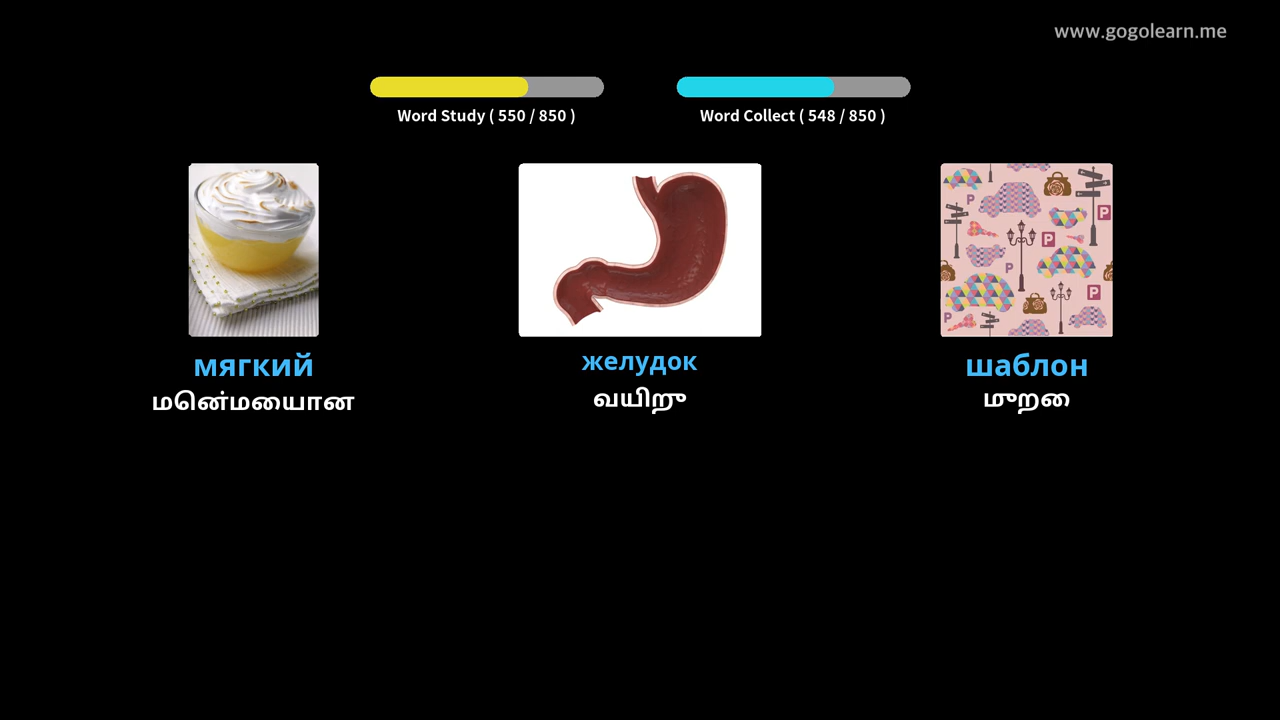 www.gogolearn.me
Word Study ( 550 / 850 )
Word Collect ( 548 / 850 )
мягкий
மென்மையான
желудок
வயிறு
шаблон
முறை